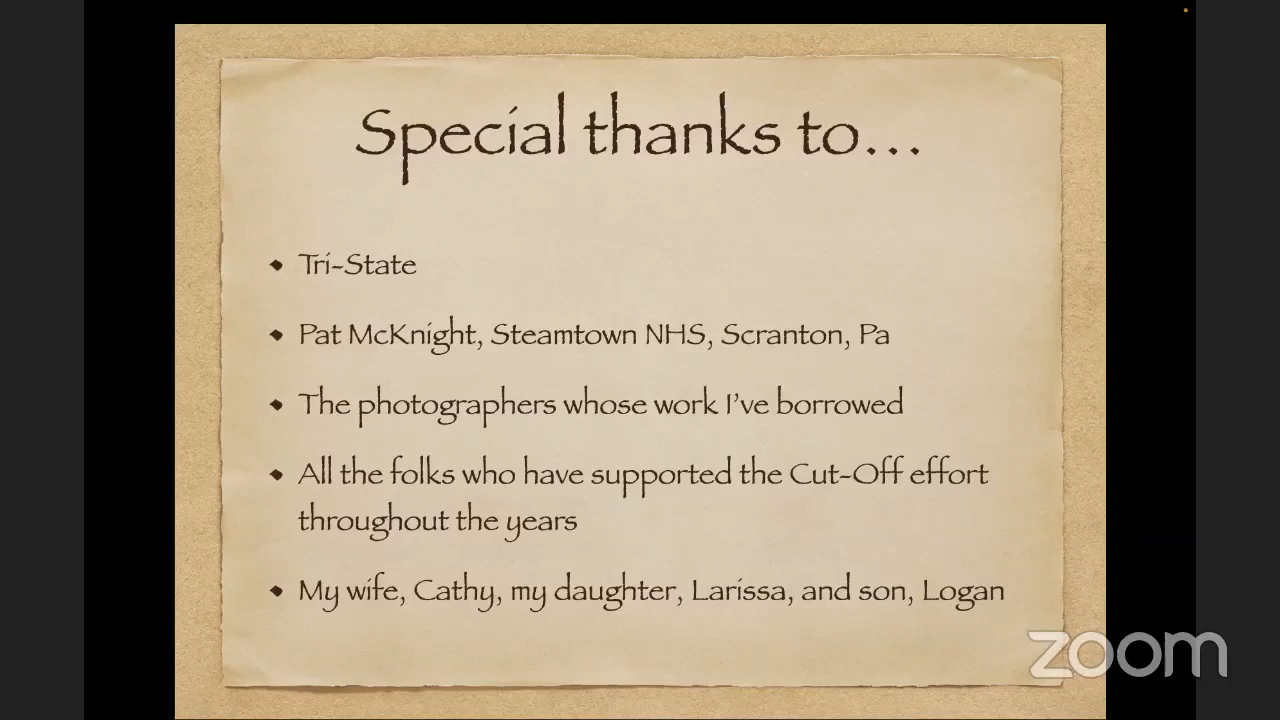 Special thanks to…
• Tri-State
• Pat McKnight, Steamtown NHS, Scranton, Pa
• The photographers whose work I’ve borrowed
• All the folks who have supported the Cut-Off effort
throughout the years
• My wife, Cathy, my daughter, Larissa, and son, Logan
zoom